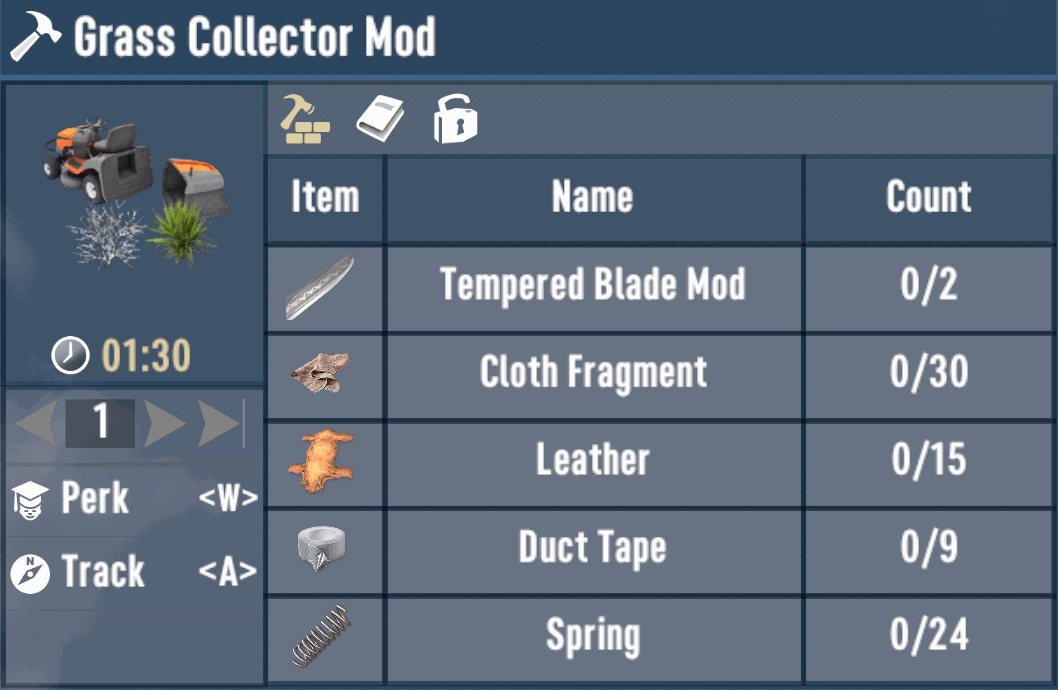 Grass Collector Mod
01:30
1
Perk <W>
Track <A>
Item Name Count
Tempered Blade Mod 0/2
Cloth Fragment 0/30
Leather 0/15
Duct Tape 0/9
Spring 0/24